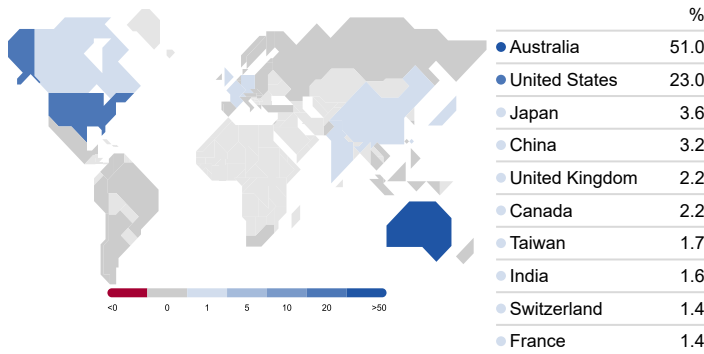 %
Australia 51.0
United States 23.0
Japan 3.6
China 3.2
United Kingdom 2.2
Canada 2.2
Taiwan 1.7
India 1.6
Switzerland 1.4
France 1.4
<0 0 1 5 10 20 >50